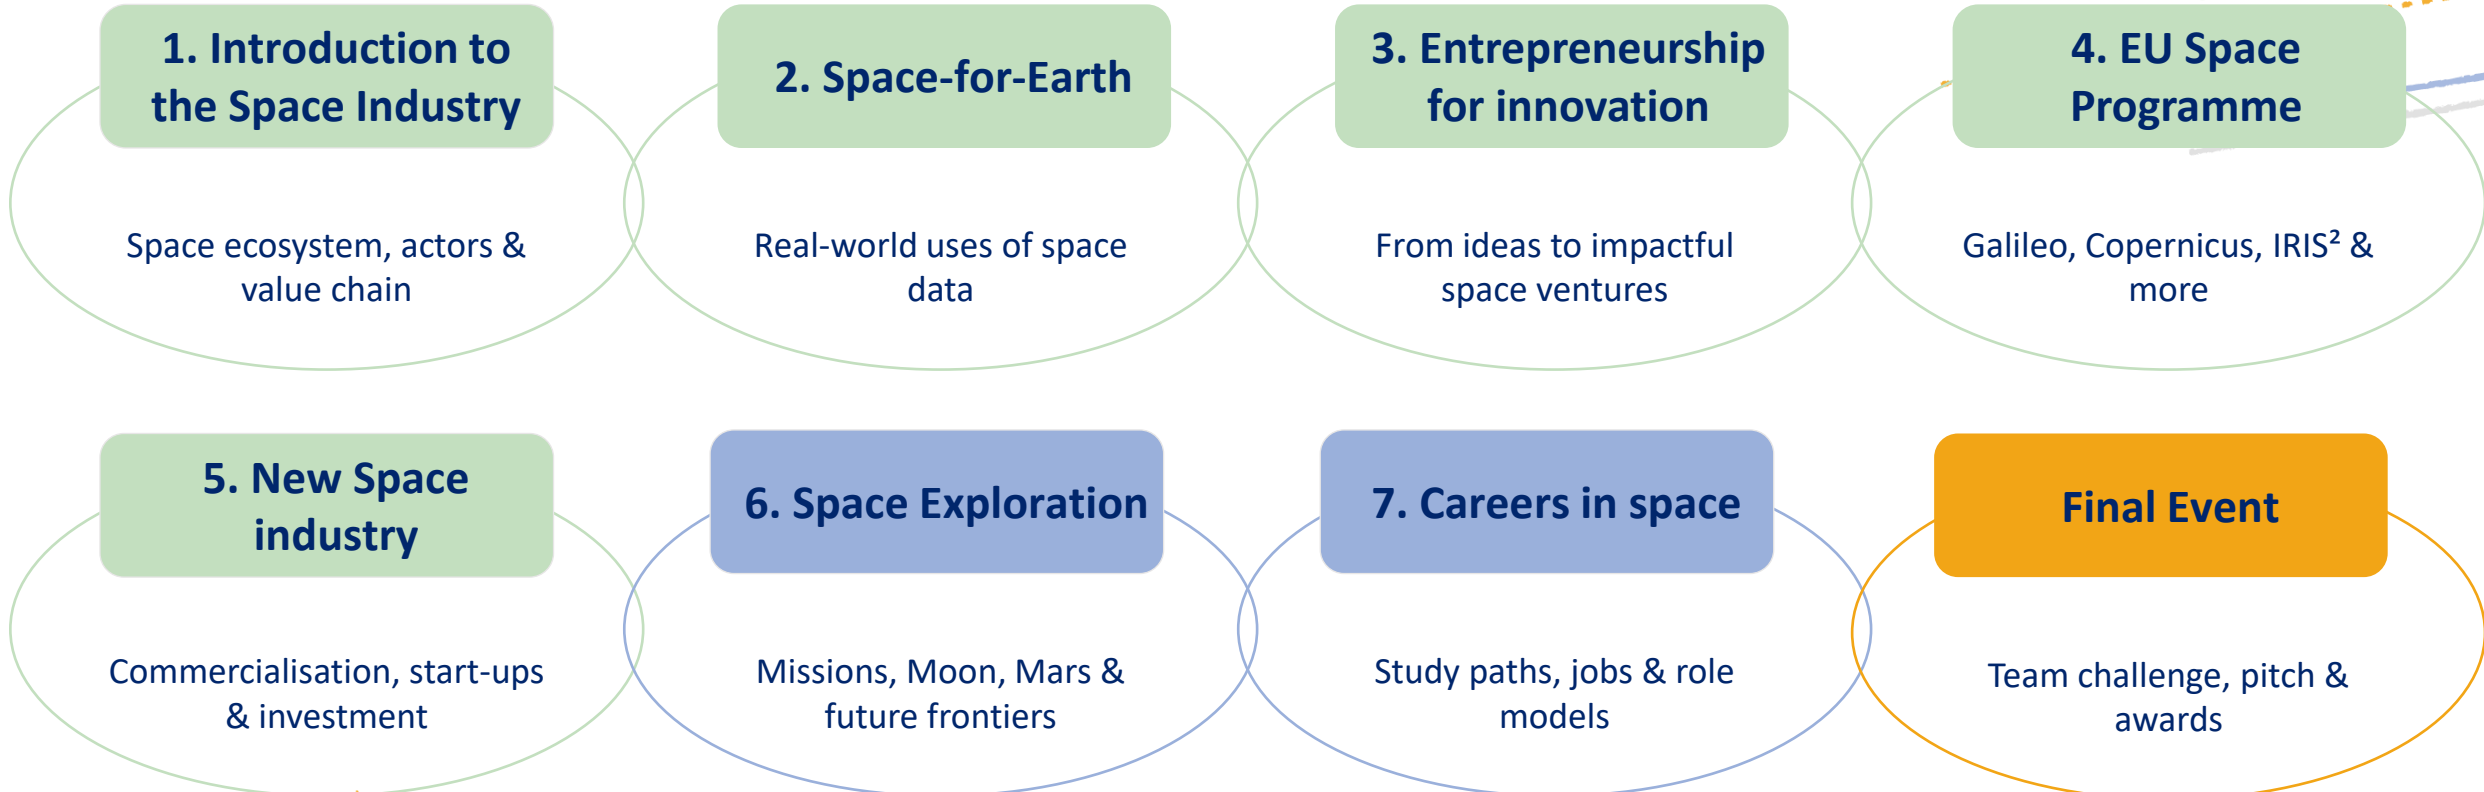 1. Introduction to
the Space Industry
Space ecosystem, actors &
value chain
2. Space-for-Earth
Real-world uses of space
data
3. Entrepreneurship
for innovation
From ideas to impactful
space ventures
4. EU Space
Programme
Galileo, Copernicus, IRIS² &
more
5. New Space
industry
Commercialisation, start-ups
& investment
6. Space Exploration
Missions, Moon, Mars &
future frontiers
7. Careers in space
Study paths, jobs & role
models
Final Event
Team challenge, pitch &
awards